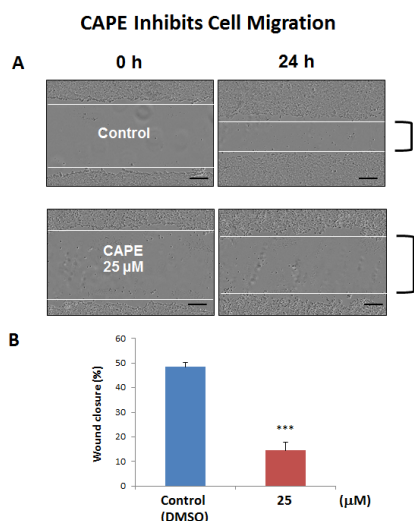 CAPE Inhibits Cell Migration
A
0 h
24 h
Control
CAPE
25 µM
B
Wound closure (%)
60
50
40
30
20
10
0
***
Control
(DMSO)
25
(µM)